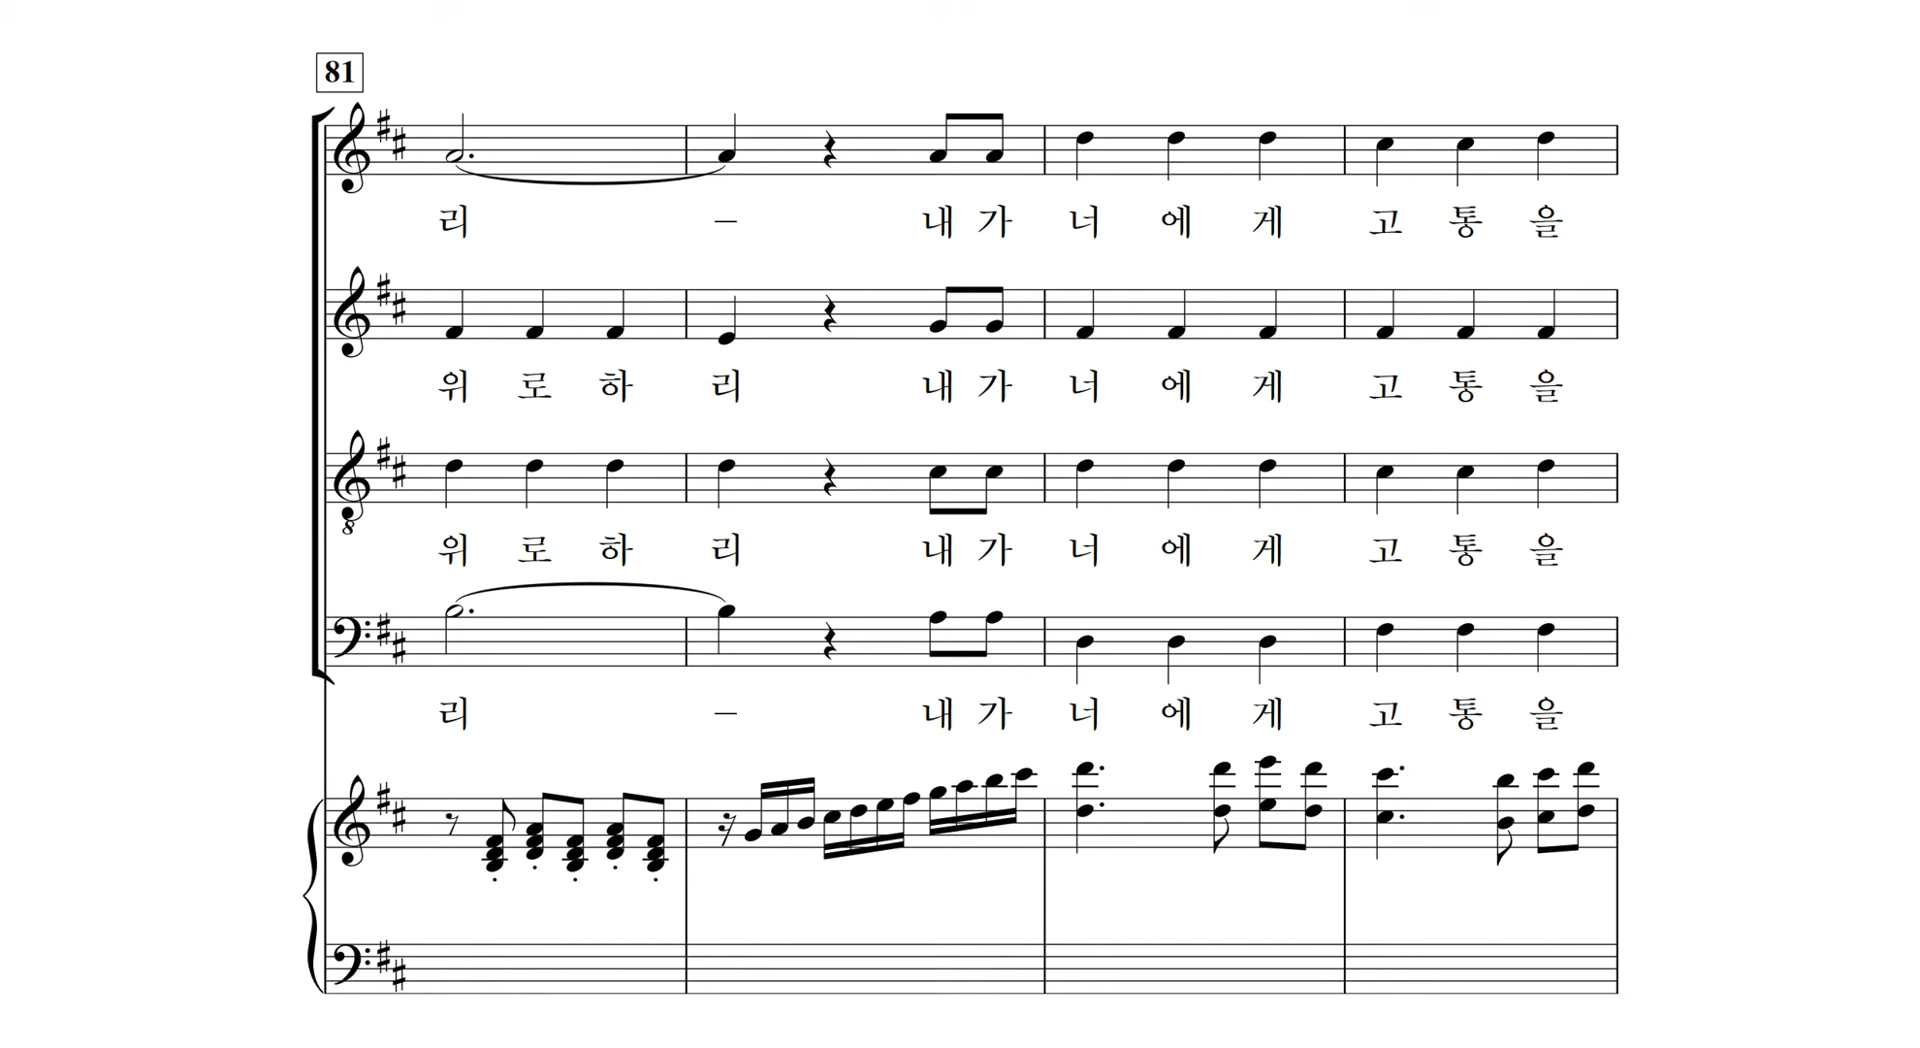 81
리 – 내 가 너 에 게 고 통 을
위 로 하 리 내 가 너 에 게 고 통 을
8
위 로 하 리 내 가 너 에 게 고 통 을
리 – 내 가 너 에 게 고 통 을